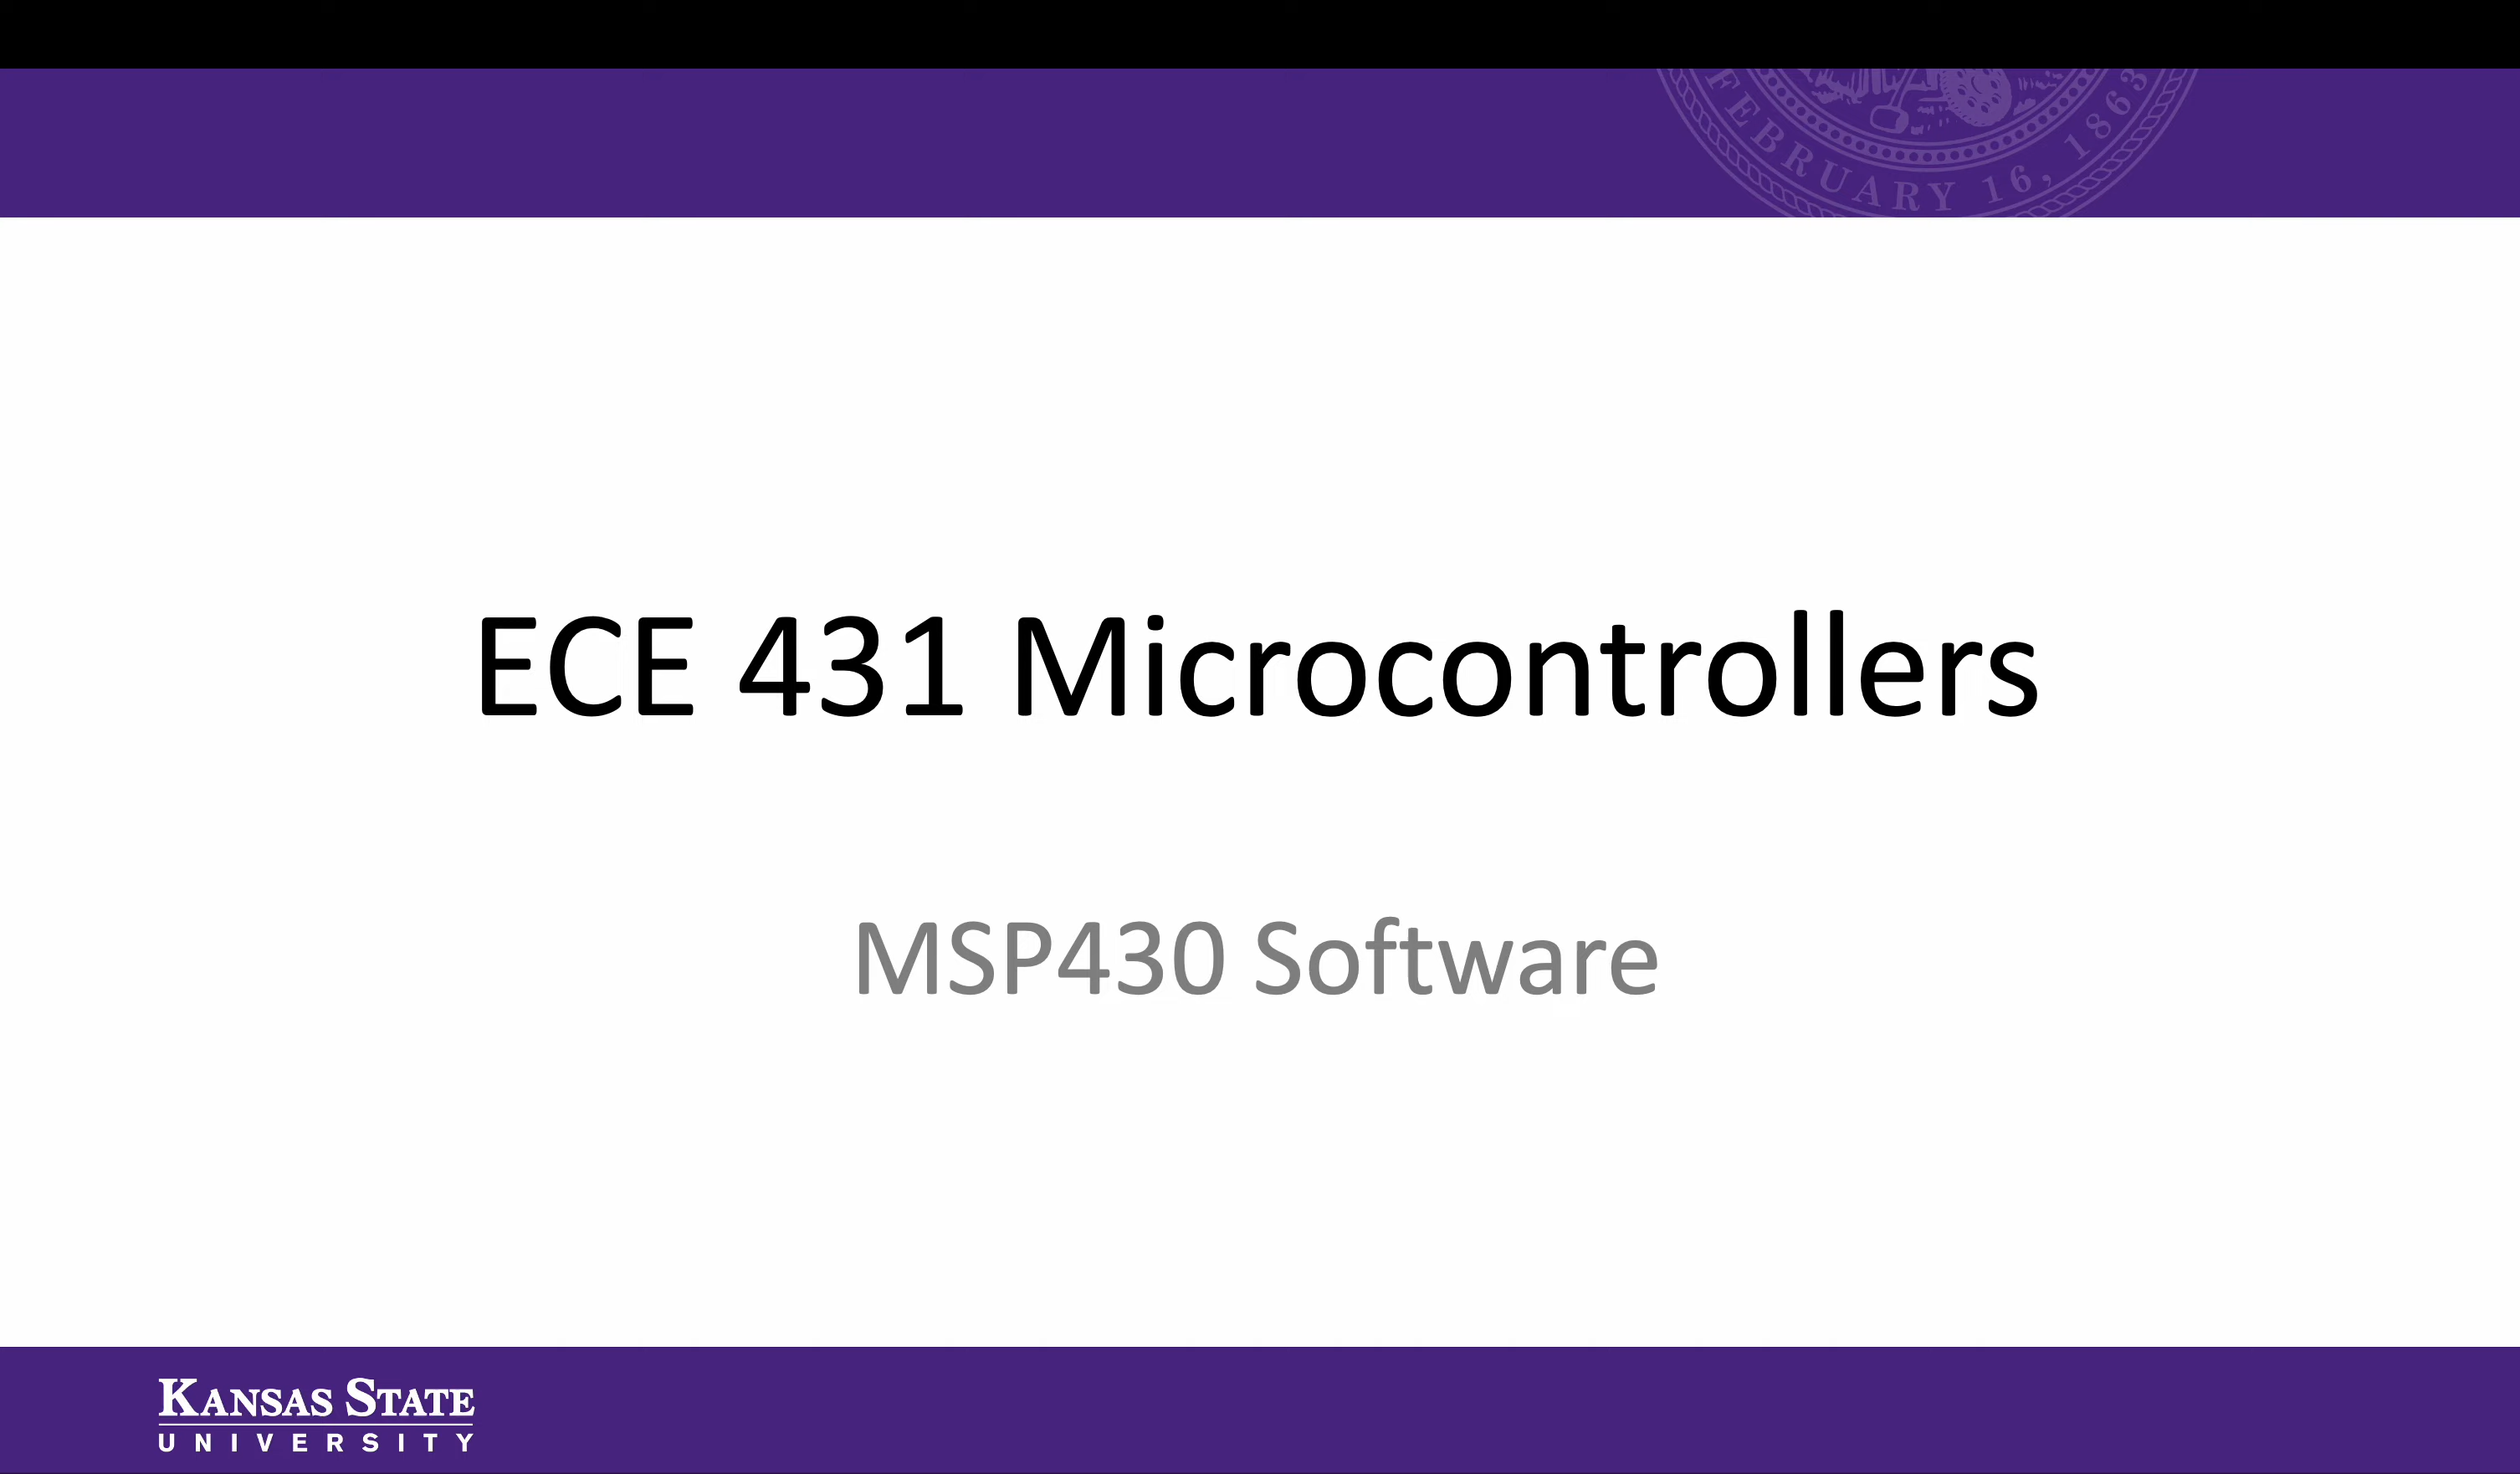 FEBRUARY 16, 1863
ECE 431 Microcontrollers
MSP430 Software
KANSAS STATE
UNIVERSITY